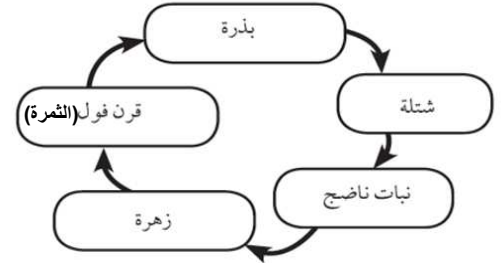 بذرة
شتلة
نبات ناضج
زهرة
قرن فول (الثمرة)